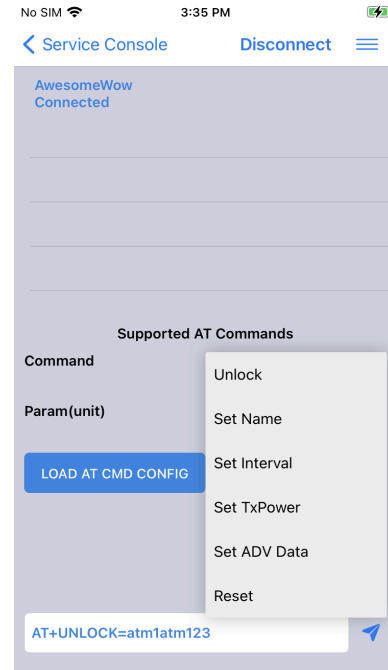 No SIM 3:35 PM
Service Console Disconnect
AwesomeWow
Connected
Supported AT Commands
Command
Unlock
Set Name
Param(unit)
Set Interval
LOAD AT CMD CONFIG
Set TxPower
Set ADV Data
Reset
AT+UNLOCK=atm1atm123